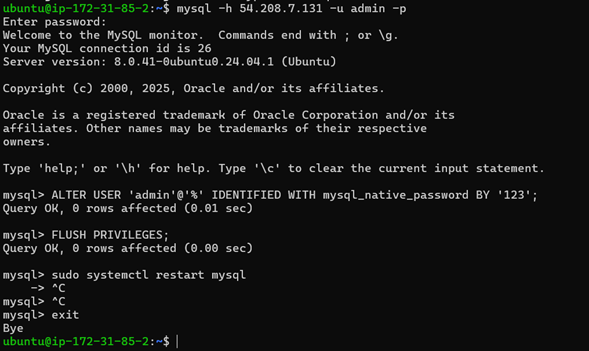 ubuntu@ip-172-31-85-2:~$ mysql -h 54.208.7.131 -u admin -p
Enter password:
Welcome to the MySQL monitor.  Commands end with ; or \g.
Your MySQL connection id is 26
Server version: 8.0.41-0ubuntu0.24.04.1 (Ubuntu)

Copyright (c) 2000, 2025, Oracle and/or its affiliates.

Oracle is a registered trademark of Oracle Corporation and/or its
affiliates. Other names may be trademarks of their respective
owners.

Type 'help;' or '\h' for help. Type '\c' to clear the current input statement.

mysql> ALTER USER 'admin'@'%' IDENTIFIED WITH mysql_native_password BY '123';
Query OK, 0 rows affected (0.01 sec)

mysql> FLUSH PRIVILEGES;
Query OK, 0 rows affected (0.00 sec)

mysql> sudo systemctl restart mysql
    -> ^C
mysql> ^C
mysql> exit
Bye
ubuntu@ip-172-31-85-2:~$